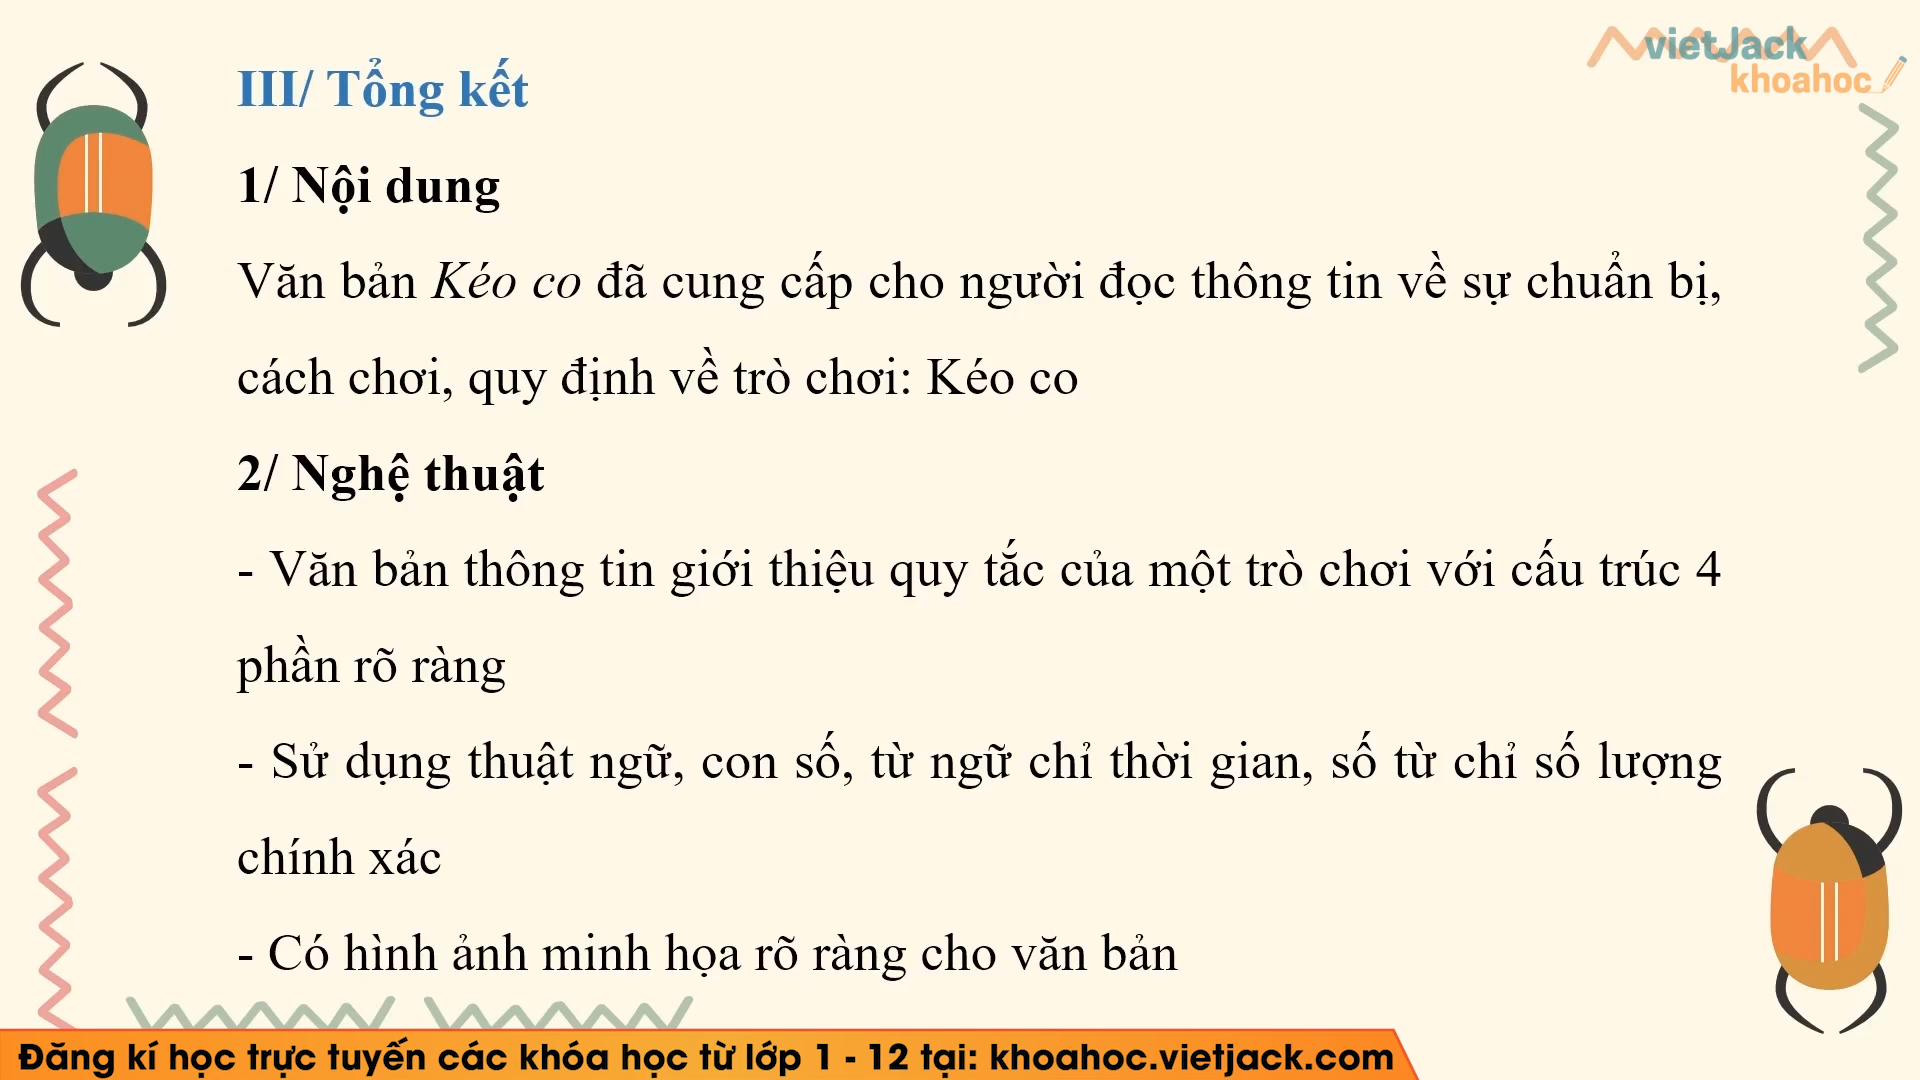 vietJack
khoahoc
III/ Tổng kết
1/ Nội dung
Văn bản Kéo co đã cung cấp cho người đọc thông tin về sự chuẩn bị,
cách chơi, quy định về trò chơi: Kéo co
2/ Nghệ thuật
- Văn bản thông tin giới thiệu quy tắc của một trò chơi với cấu trúc 4
phần rõ ràng
- Sử dụng thuật ngữ, con số, từ ngữ chỉ thời gian, số từ chỉ số lượng
chính xác
- Có hình ảnh minh họa rõ ràng cho văn bản
Đăng kí học trực tuyến các khóa học từ lớp 1 - 12 tại: khoahoc.vietjack.com